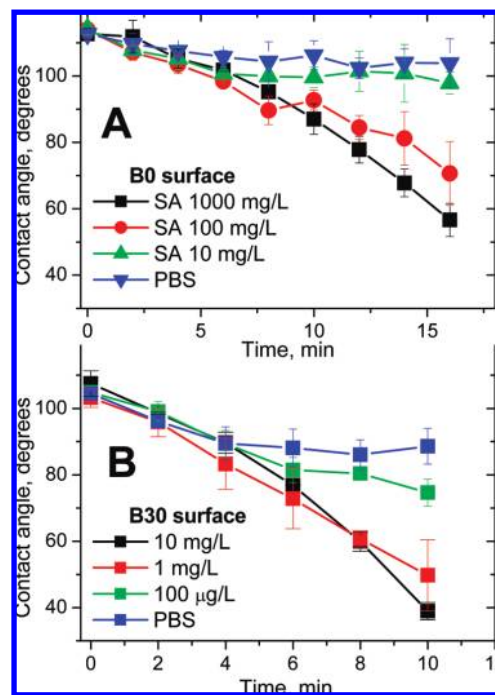 100
80
60
40
Contact angle, degrees
A
B0 surface
SA 1000 mg/L
SA 100 mg/L
SA 10 mg/L
PBS
0 5 10 15
Time, min
100
80
60
40
Contact angle, degrees
B
B30 surface
10 mg/L
1 mg/L
100 μg/L
PBS
0 2 4 6 8 10
Time, min